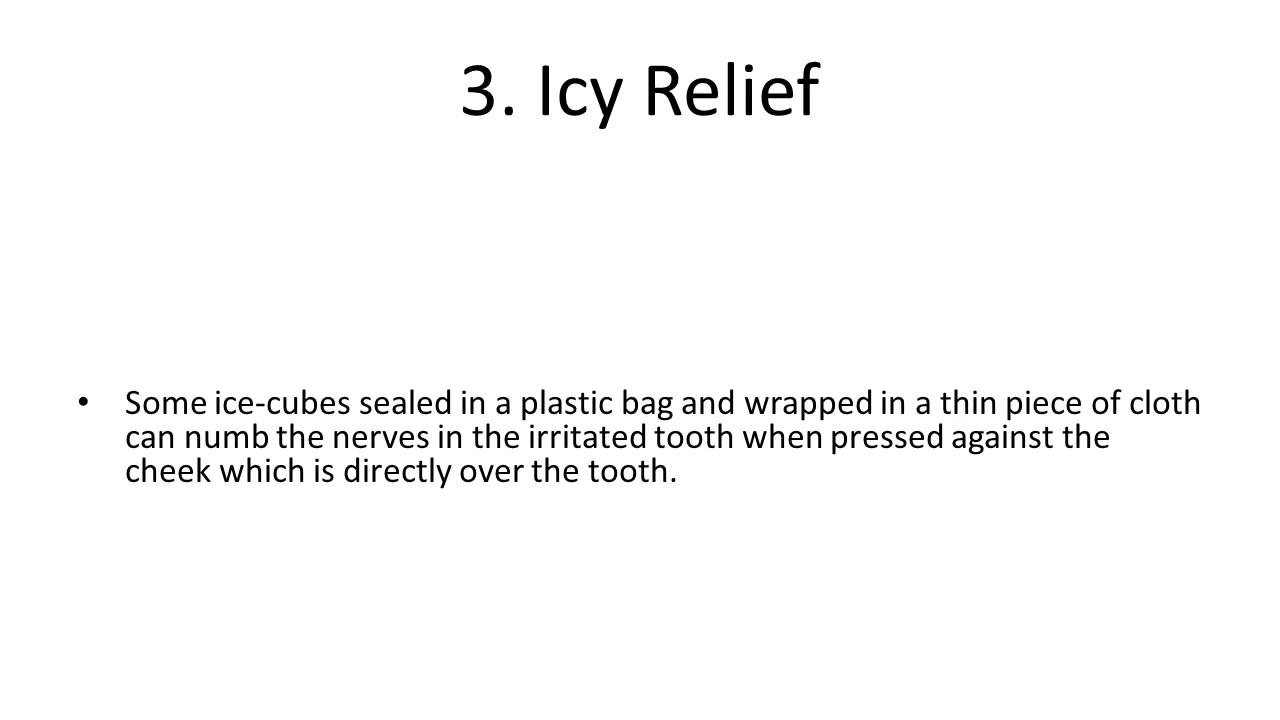 3. Icy Relief
• Some ice-cubes sealed in a plastic bag and wrapped in a thin piece of cloth
can numb the nerves in the irritated tooth when pressed against the
cheek which is directly over the tooth.